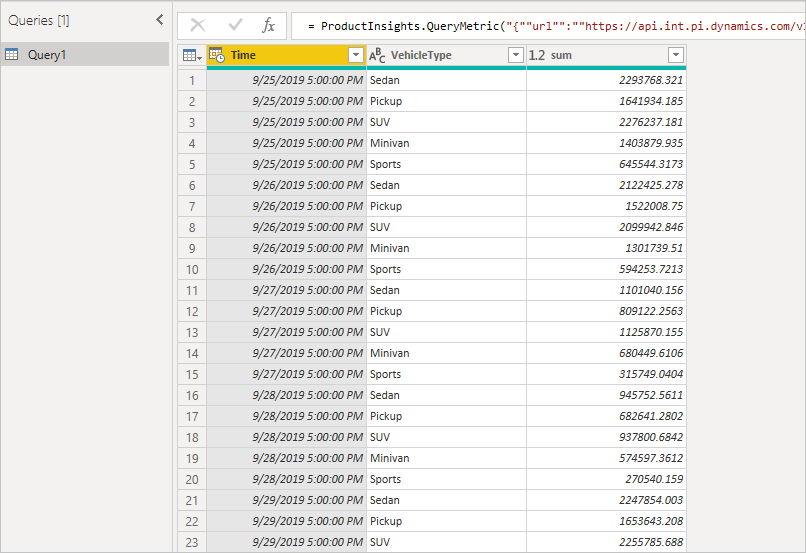 Queries [1]
= ProductInsights.QueryMetric("{""url"":""https://api.int.pi.dynamics.com/v1
Query1
Time VehicleType 1.2 sum
1 9/25/2019 5:00:00 PM Sedan 2293768.321
2 9/25/2019 5:00:00 PM Pickup 1641934.185
3 9/25/2019 5:00:00 PM SUV 2276237.181
4 9/25/2019 5:00:00 PM Minivan 1403879.935
5 9/25/2019 5:00:00 PM Sports 645544.3173
6 9/26/2019 5:00:00 PM Sedan 2122425.278
7 9/26/2019 5:00:00 PM Pickup 1522008.75
8 9/26/2019 5:00:00 PM SUV 2099942.846
9 9/26/2019 5:00:00 PM Minivan 1301739.51
10 9/26/2019 5:00:00 PM Sports 594253.7213
11 9/27/2019 5:00:00 PM Sedan 1101040.156
12 9/27/2019 5:00:00 PM Pickup 809122.2563
13 9/27/2019 5:00:00 PM SUV 1125870.155
14 9/27/2019 5:00:00 PM Minivan 680449.6106
15 9/27/2019 5:00:00 PM Sports 315749.0404
16 9/28/2019 5:00:00 PM Sedan 945752.5611
17 9/28/2019 5:00:00 PM Pickup 682641.2802
18 9/28/2019 5:00:00 PM SUV 937800.6842
19 9/28/2019 5:00:00 PM Minivan 574597.3612
20 9/28/2019 5:00:00 PM Sports 270540.159
21 9/29/2019 5:00:00 PM Sedan 2247854.003
22 9/29/2019 5:00:00 PM Pickup 1653643.208
23 9/29/2019 5:00:00 PM SUV 2255785.688